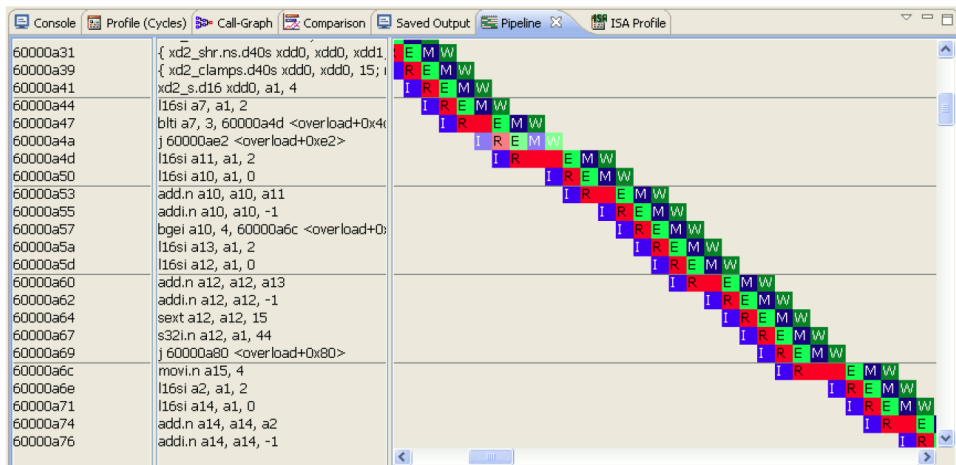 Console Profile (Cycles) Call-Graph Comparison Saved Output Pipeline ISA Profile
60000a31 { xd2_shr.ns.d40s xdd0, xdd0, xdd1, E M W
60000a39 { xd2_clamps.d40s xdd0, xdd0, 15; R E M W
60000a41 xd2_s.d16 xdd0, a1, 4 I R E M W
60000a44 l16si a7, a1, 2 I R E M W
60000a47 blti a7, 3, 60000a4d <overload+0x4 I R E M W
60000a4a j 60000ae2 <overload+0xe2> I R E M W
60000a4d l16si a11, a1, 2 I R E M W
60000a50 l16si a10, a1, 0 I R E M W
60000a53 add.n a10, a10, a11 I R E M W
60000a55 addi.n a10, a10, -1 I R E M W
60000a57 bgei a10, 4, 60000a6c <overload+0 I R E M W
60000a5a l16si a13, a1, 2 I R E M W
60000a5d l16si a12, a1, 0 I R E M W
60000a60 add.n a12, a12, a13 I R E M W
60000a62 addi.n a12, a12, -1 I R E M W
60000a64 sext a12, a12, 15 I R E M W
60000a67 s32i.n a12, a1, 44 I R E M W
60000a69 j 60000a80 <overload+0x80> I R E M W
60000a6c movi.n a15, 4 I R E M W
60000a6e l16si a2, a1, 2 I R E M W
60000a71 l16si a14, a1, 0 I R E M W
60000a74 add.n a14, a14, a2 I R E
60000a76 addi.n a14, a14, -1 I R